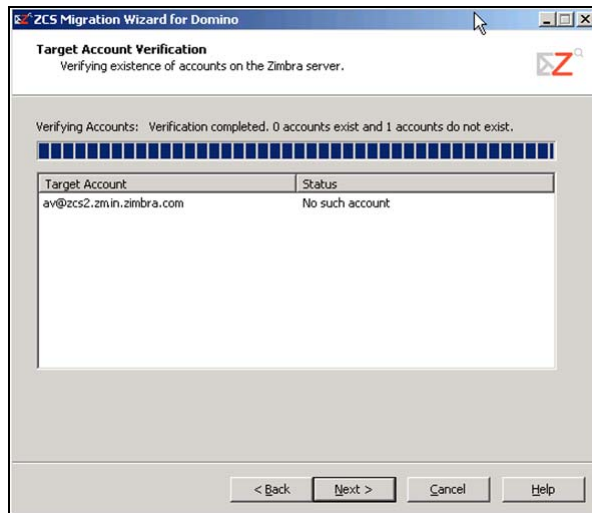 ZCS Migration Wizard for Domino
Target Account Verification
Verifying existence of accounts on the Zimbra server.
Verifying Accounts: Verification completed. 0 accounts exist and 1 accounts do not exist.
Target Account Status
av@zcs2.zmin.zimbra.com No such account
< Back Next > Cancel Help